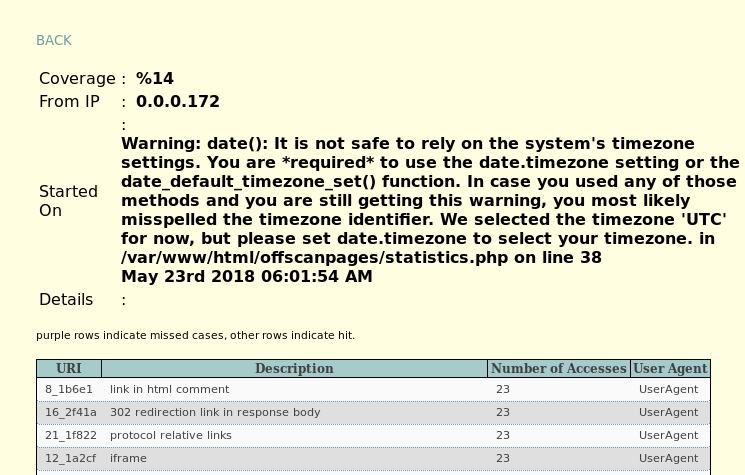 BACK
Coverage : %14
From IP : 0.0.0.172
Started On :
Warning: date(): It is not safe to rely on the system's timezone
settings. You are *required* to use the date.timezone setting or the
date_default_timezone_set() function. In case you used any of those
methods and you are still getting this warning, you most likely
misspelled the timezone identifier. We selected the timezone 'UTC'
for now, but please set date.timezone to select your timezone. in
/var/www/html/offscanpages/statistics.php on line 38
May 23rd 2018 06:01:54 AM
Details :
purple rows indicate missed cases, other rows indicate hit.
URI Description Number of Accesses User Agent
8_1b6e1 link in html comment 23 UserAgent
16_2f41a 302 redirection link in response body 23 UserAgent
21_1f822 protocol relative links 23 UserAgent
12_1a2cf iframe 23 UserAgent